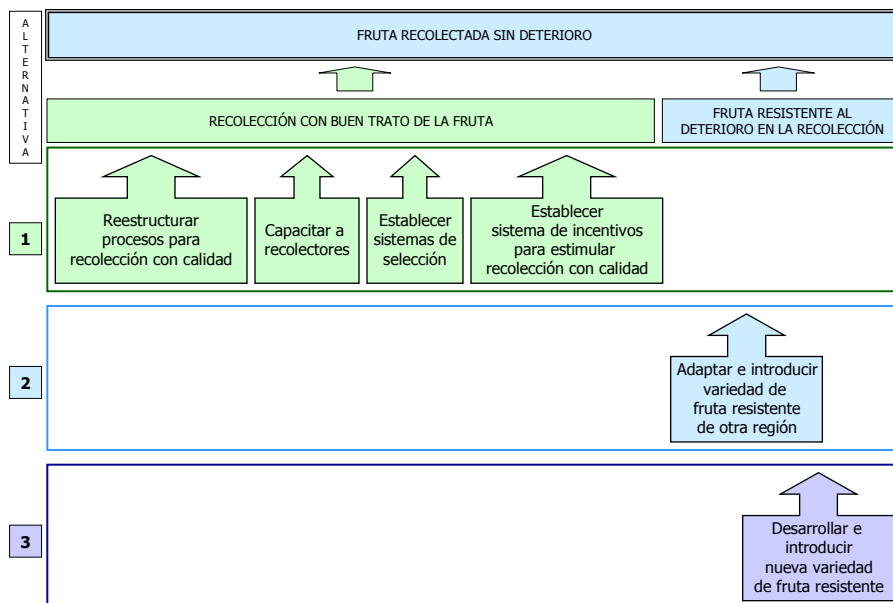 ALTERNATIVA
FRUTA RECOLECTADA SIN DETERIORO
RECOLECCIÓN CON BUEN TRATO DE LA FRUTA
FRUTA RESISTENTE AL
DETERIORO EN LA RECOLECCIÓN
1
Reestructurar
procesos para
recolección con calidad
Capacitar a
recolectores
Establecer
sistemas de
selección
Establecer
sistema de incentivos
para estimular
recolección con calidad
2
Adaptar e introducir
variedad de
fruta resistente
de otra región
3
Desarrollar e
introducir
nueva variedad
de fruta resistente